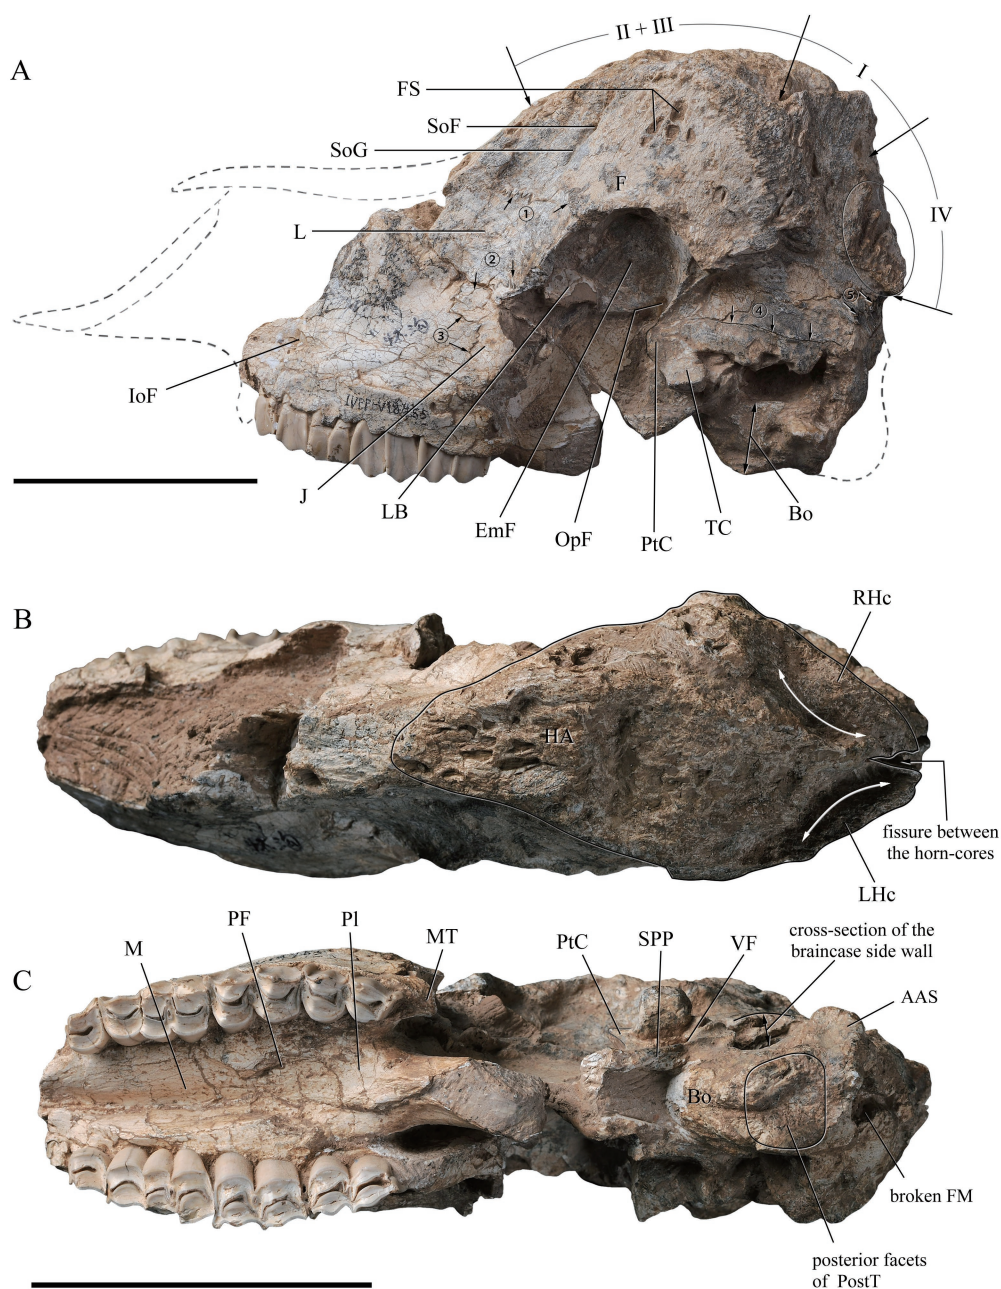 A
II + III
I
FS
SoF
SoG
F
①
IV
L
②
⑤
④
③
IoF
IVPP-V18455
J
LB
EmF
OpF
PtC
TC
Bo
B
RHc
HA
fissure between
the horn-cores
LHc
C
M
PF
Pl
MT
PtC
SPP
VF
cross-section of the
braincase side wall
AAS
Bo
broken FM
posterior facets
of PostT